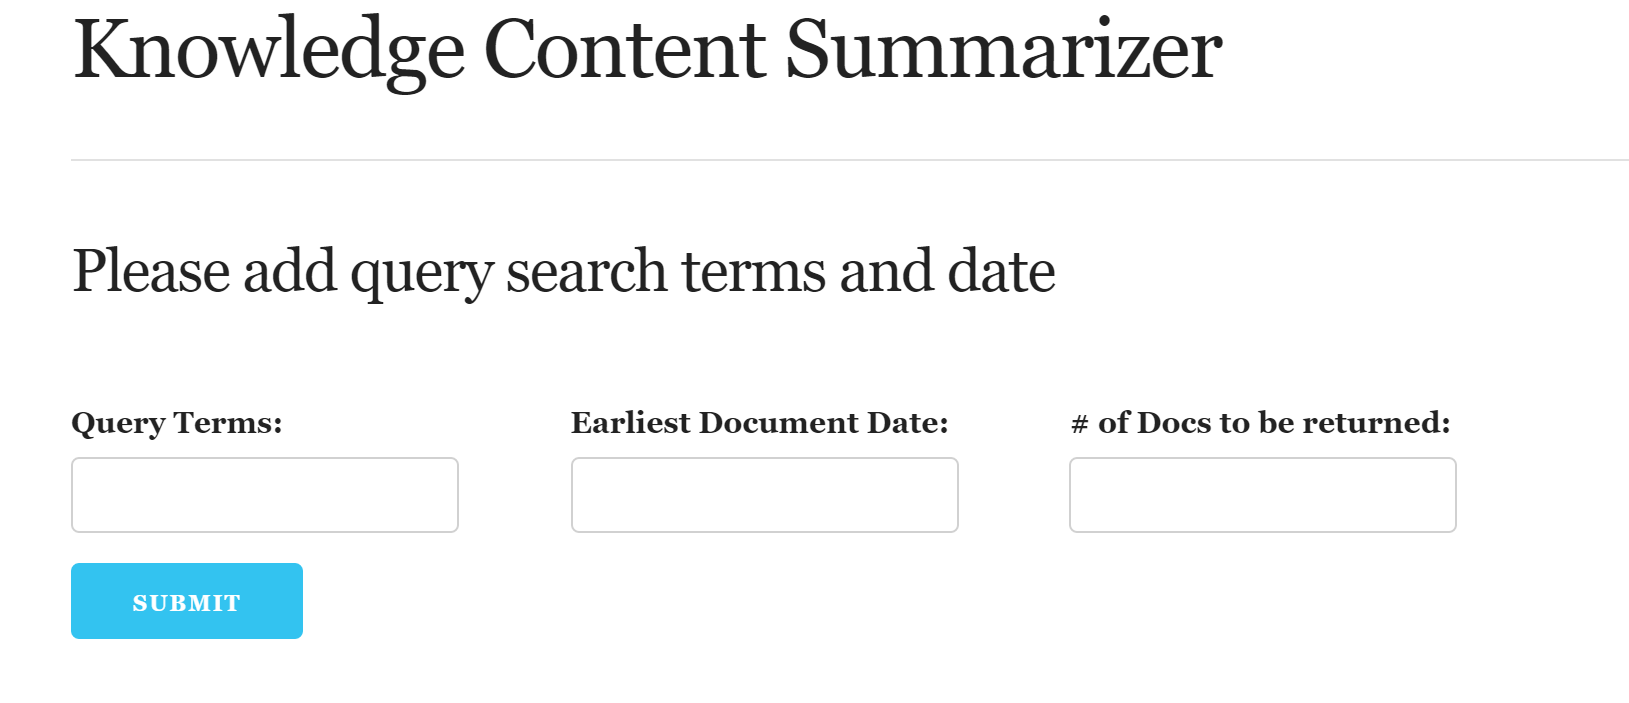 Knowledge Content Summarizer
Please add query search terms and date
Query Terms: Earliest Document Date: # of Docs to be returned:
SUBMIT